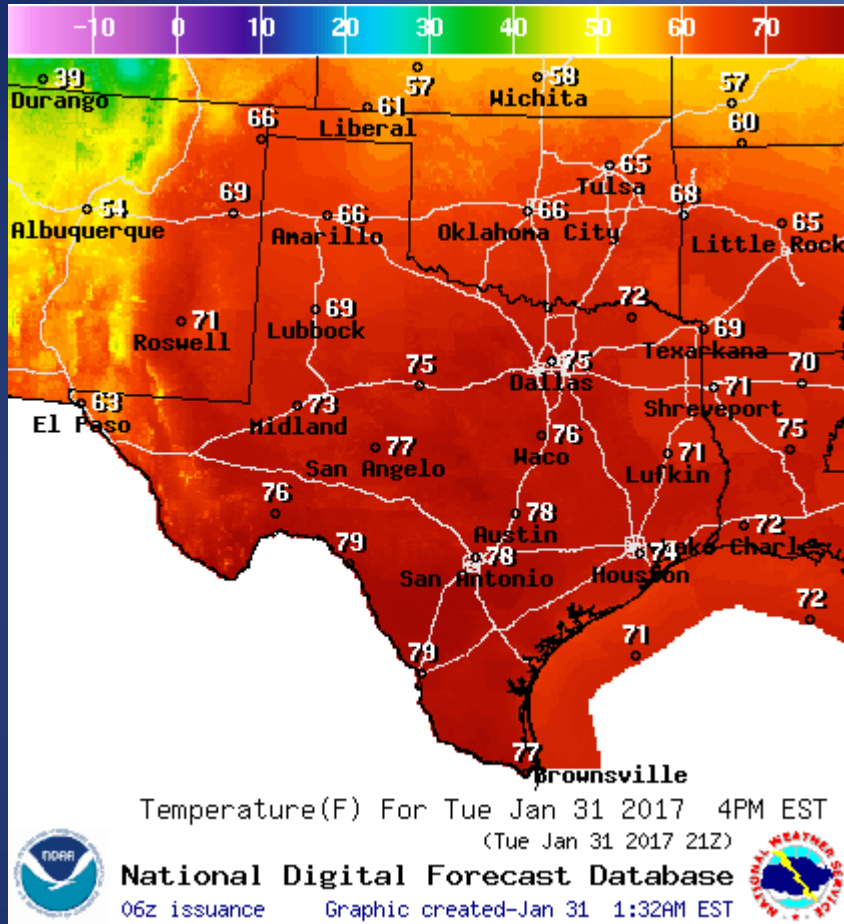 -10 0 10 20 30 40 50 60 70
39
Durango
57
58
Wichita
57
61
Liberal
66
60
65
Tulsa
54
Albuquerque
69
66
Amarillo
66
Oklahoma City
68
65
Little Rock
71
Roswell
69
Lubbock
72
69
Texarkana
75
75
Dallas
70
71
Shreveport
63
El Paso
73
Midland
77
San Angelo
76
Waco
71
Lufkin
75
76
78
Austin
72
Lake Charles
79
78
San Antonio
74
Houston
72
79
71
77
Brownsville
Temperature(F) For Tue Jan 31 2017 4PM EST
(Tue Jan 31 2017 21Z)
National Digital Forecast Database
06z issuance Graphic created-Jan 31 1:32AM EST
NOAA
NATIONAL WEATHER SERVICE